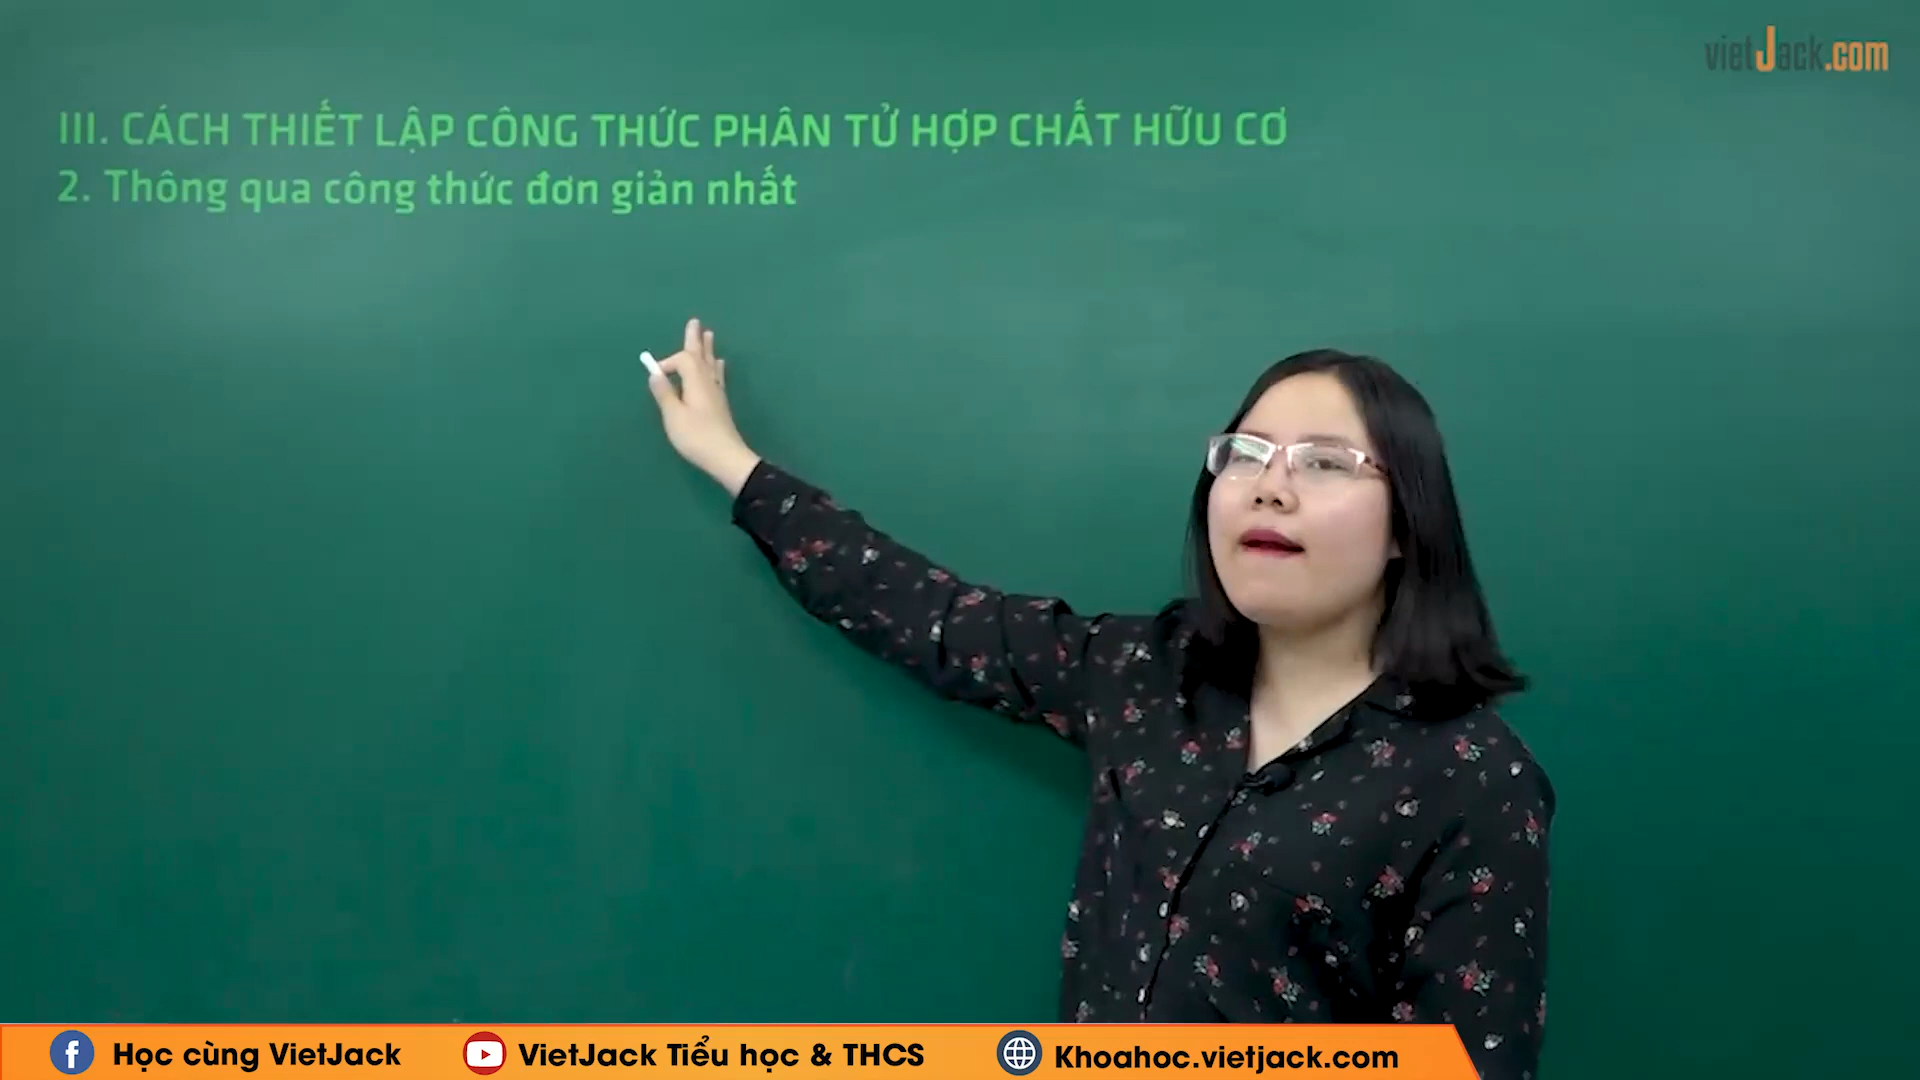 vietJack.com
III. CÁCH THIẾT LẬP CÔNG THỨC PHÂN TỬ HỢP CHẤT HỮU CƠ
2. Thông qua công thức đơn giản nhất
Học cùng VietJack
VietJack Tiểu học & THCS
Khoahoc.vietjack.com